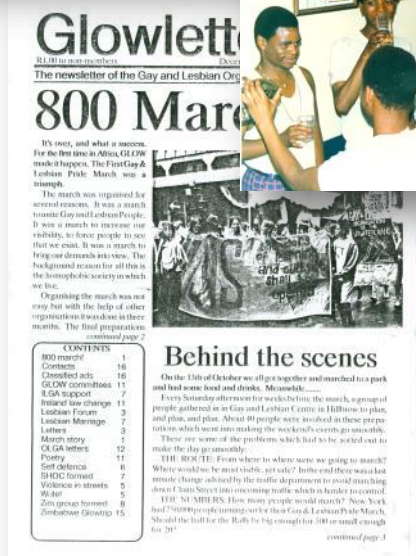 Glowlett
R1.00 to non-members Dece
The newsletter of the Gay and Lesbian Org
800 Marc
It's over, and what a success.
For the first time in Africa, GLOW
made it happen. The First Gay &
Lesbian Pride March was a
triumph.
The march was organised for
several reasons. It was a march
to unite Gay and Lesbian People.
It was a march to increase our
visibility, to force people to see
that we exist. It was a march to
bring our demands into view. The
background reason for all this is
the homophobic society in which
we live.
Organising the march was not
easy but with the help of other
organisations it was done in three
months. The final preparations
continued page 2
CONTENTS
800 march! 1
Contacts 16
Classified ads 16
GLOW committees 11
ILGA support 7
Ireland law change 11
Lesbian Forum 3
Lesbian Marriage 7
Letters 3
March story 1
OLGA letters 12
Poetry 11
Self defence 6
SHOC formed 7
Violence in streets 5
Wits! 5
Zim group formed 8
Zimbabwe Glowtrip 15
and
shall
Behind the scenes
On the 13th of October we all got together and marched to a park
and had some food and drinks. Meanwhile
Every Saturday afternoon for weeks before the march, a group of
people gathered in in Gay and Lesbian Centre in Hillbrow to plan,
and plan, and plan. About 40 people were involved in these prepa-
rations which went into making the weekend's events go smoothly.
These are some of the problems which had to be sorted out to
make the day go smoothly:
THE ROUTE: From where to where were we going to march?
Where would we be most visible, yet safe? In the end there was a last
minute change advised by the traffic department to avoid marching
down Claim Street into oncoming traffic which is harder to control.
THE NUMBERS: How many people would march? New York
had 750 000 people turning out for their Gay & Lesbian Pride March.
Should the hall for the Rally be big enough for 500 or small enough
for 20?
continued page 3